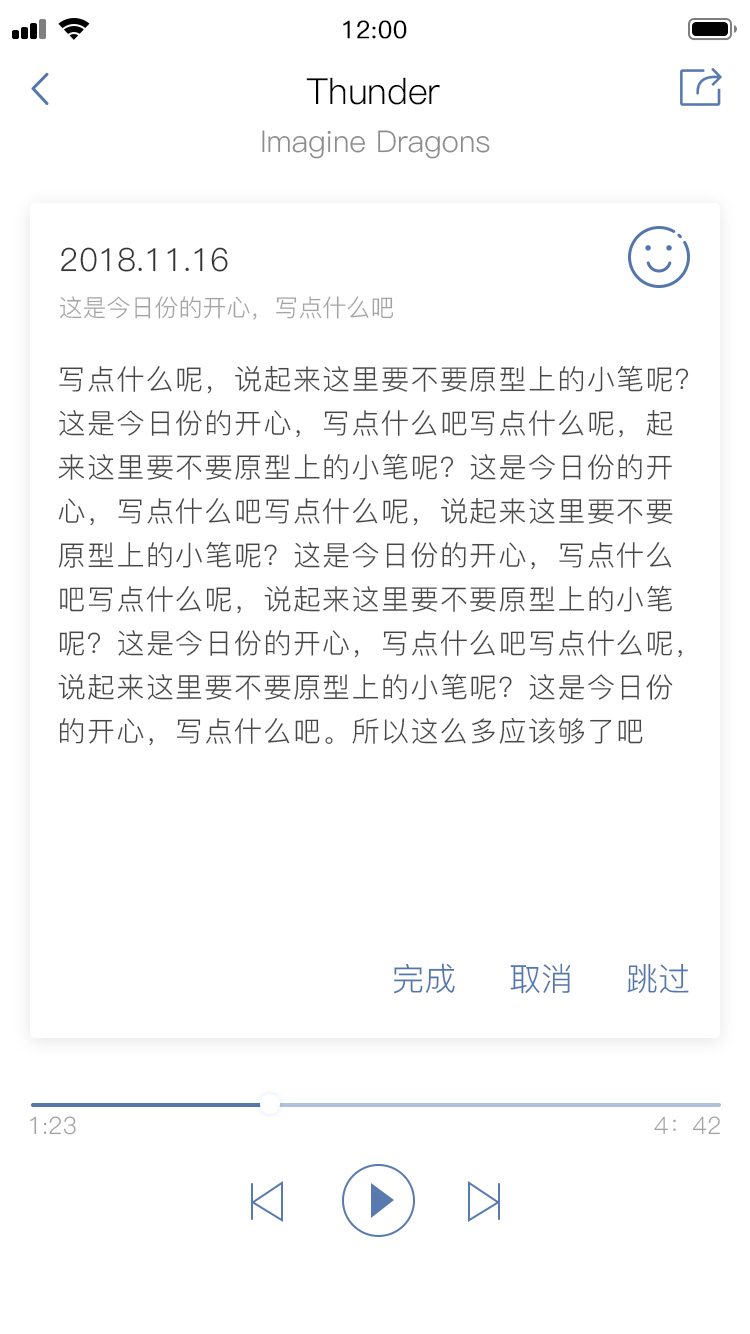 12:00
Thunder
Imagine Dragons
2018.11.16
这是今日份的开心，写点什么吧
写点什么呢，说起来这里要不要原型上的小笔呢？
这是今日份的开心，写点什么吧写点什么呢，起
来这里要不要原型上的小笔呢？这是今日份的开
心，写点什么吧写点什么呢，说起来这里要不要
原型上的小笔呢？这是今日份的开心，写点什么
吧写点什么呢，说起来这里要不要原型上的小笔
呢？这是今日份的开心，写点什么吧写点什么呢，
说起来这里要不要原型上的小笔呢？这是今日份
的开心，写点什么吧。所以这么多应该够了吧
完成 取消 跳过
1:23 4：42